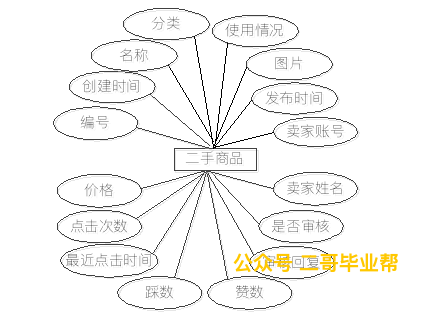 分类
使用情况
名称
图片
创建时间
发布时间
编号
卖家账号
二手商品
价格
卖家姓名
点击次数
是否审核
最近点击时间
回复
公众号·二哥毕业帮
踩数
赞数